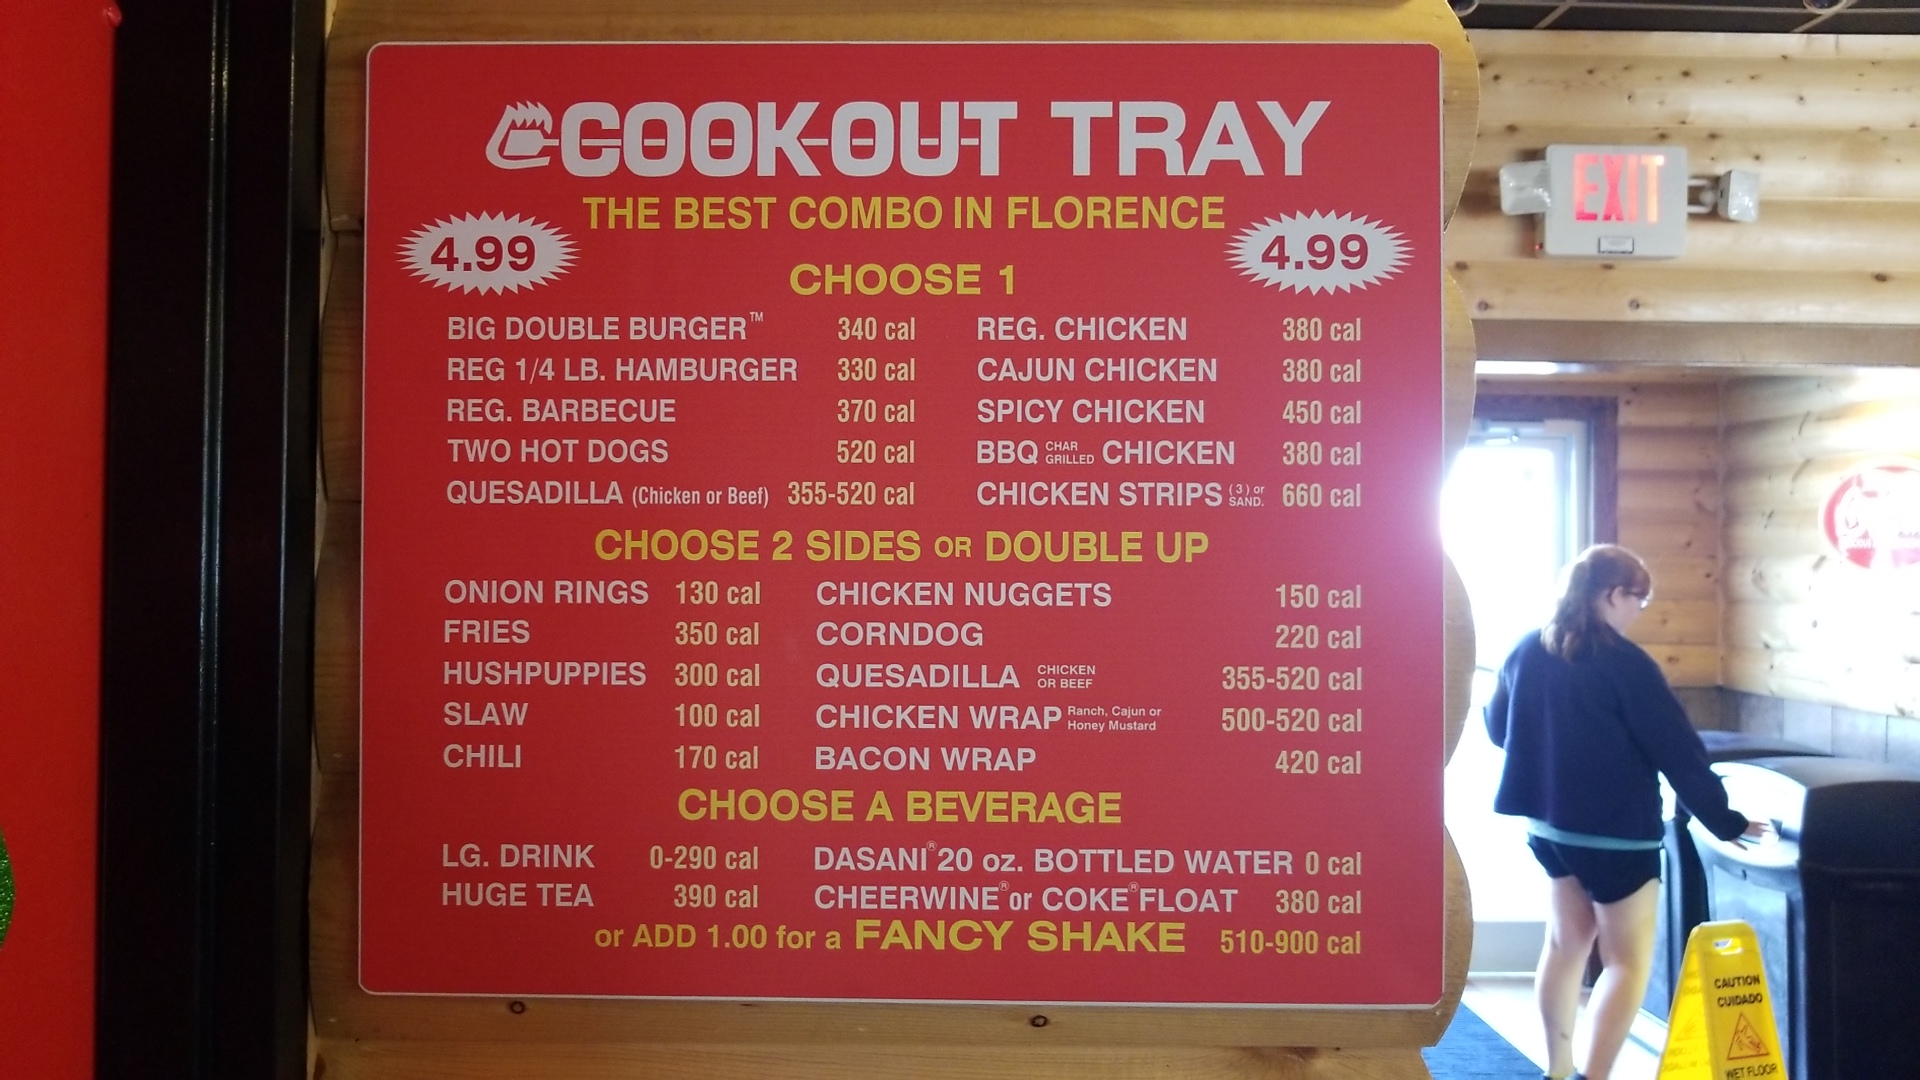 COOK-OUT TRAY
THE BEST COMBO IN FLORENCE
4.99 4.99
CHOOSE 1
BIG DOUBLE BURGER™ 340 cal REG. CHICKEN 380 cal
REG 1/4 LB. HAMBURGER 330 cal CAJUN CHICKEN 380 cal
REG. BARBECUE 370 cal SPICY CHICKEN 450 cal
TWO HOT DOGS 520 cal BBQ CHAR GRILLED CHICKEN 380 cal
QUESADILLA (Chicken or Beef) 355-520 cal CHICKEN STRIPS (3) or SAND. 660 cal
CHOOSE 2 SIDES OR DOUBLE UP
ONION RINGS 130 cal CHICKEN NUGGETS 150 cal
FRIES 350 cal CORNDOG 220 cal
HUSHPUPPIES 300 cal QUESADILLA CHICKEN OR BEEF 355-520 cal
SLAW 100 cal CHICKEN WRAP Ranch, Cajun or Honey Mustard 500-520 cal
CHILI 170 cal BACON WRAP 420 cal
CHOOSE A BEVERAGE
LG. DRINK 0-290 cal DASANI® 20 oz. BOTTLED WATER 0 cal
HUGE TEA 390 cal CHEERWINE® or COKE® FLOAT 380 cal
or ADD 1.00 for a FANCY SHAKE 510-900 cal
EXIT
CAUTION
CUIDADO
WET FLOOR